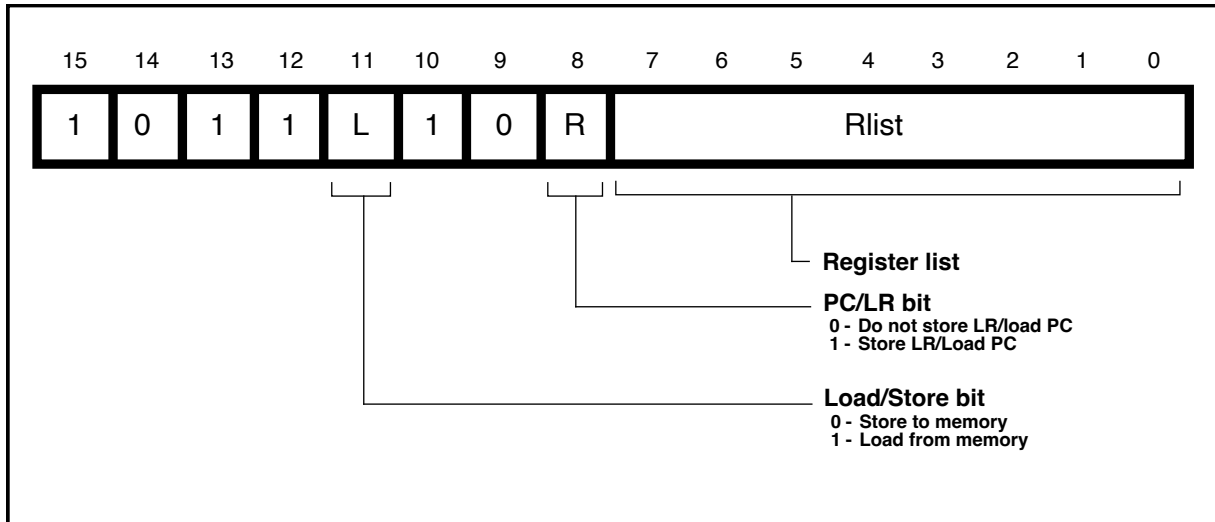 15 14 13 12 11 10 9 8 7 6 5 4 3 2 1 0
1 0 1 1 L 1 0 R Rlist
Register list
PC/LR bit
0 - Do not store LR/load PC
1 - Store LR/Load PC
Load/Store bit
0 - Store to memory
1 - Load from memory